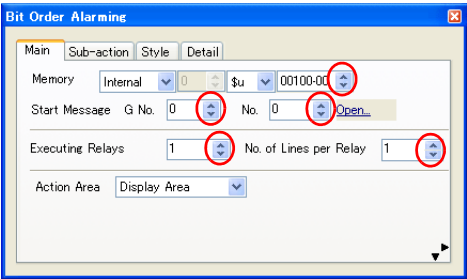 Bit Order Alarming
Main Sub-action Style Detail
Memory Internal 0 $u 00100-00
Start Message G No. 0 No. 0 Open...
Executing Relays 1 No. of Lines per Relay 1
Action Area Display Area